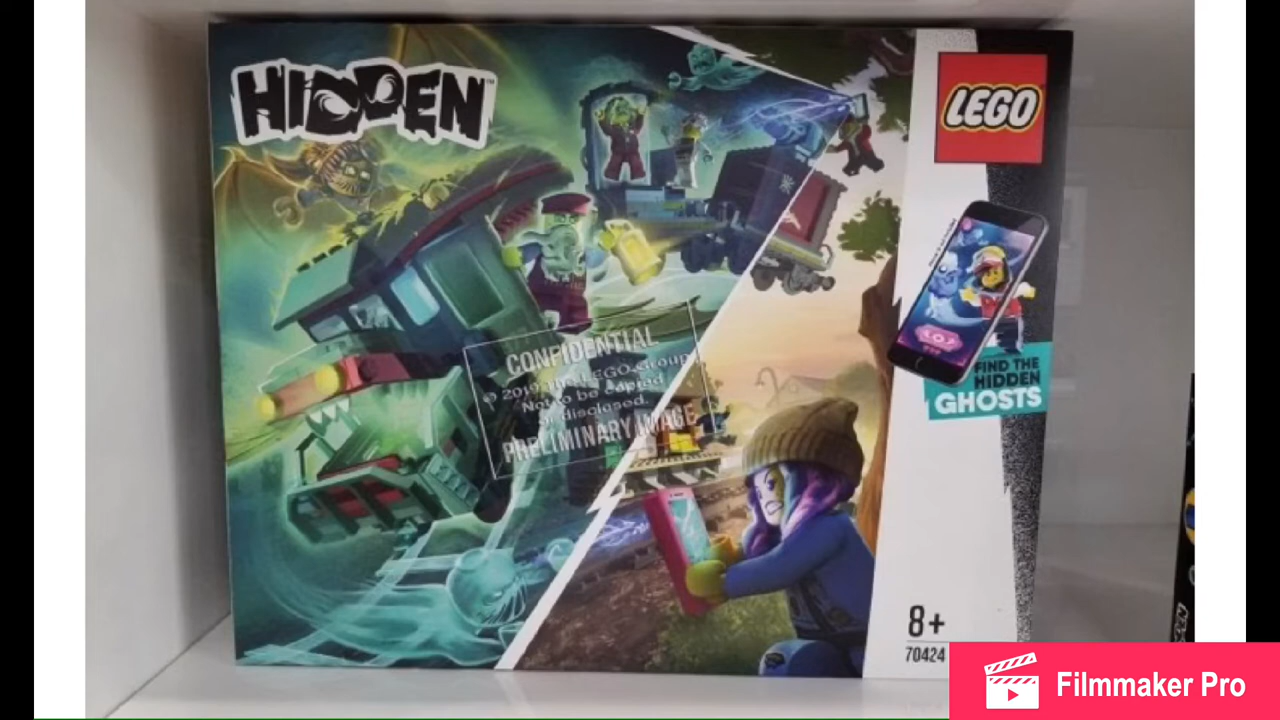 HIDDEN™
LEGO
CONFIDENTIAL
© 2019 The LEGO Group
Not to be copied
or disclosed.
PRELIMINARY IMAGE
FIND THE
HIDDEN
GHOSTS
8+
70424
Filmmaker Pro